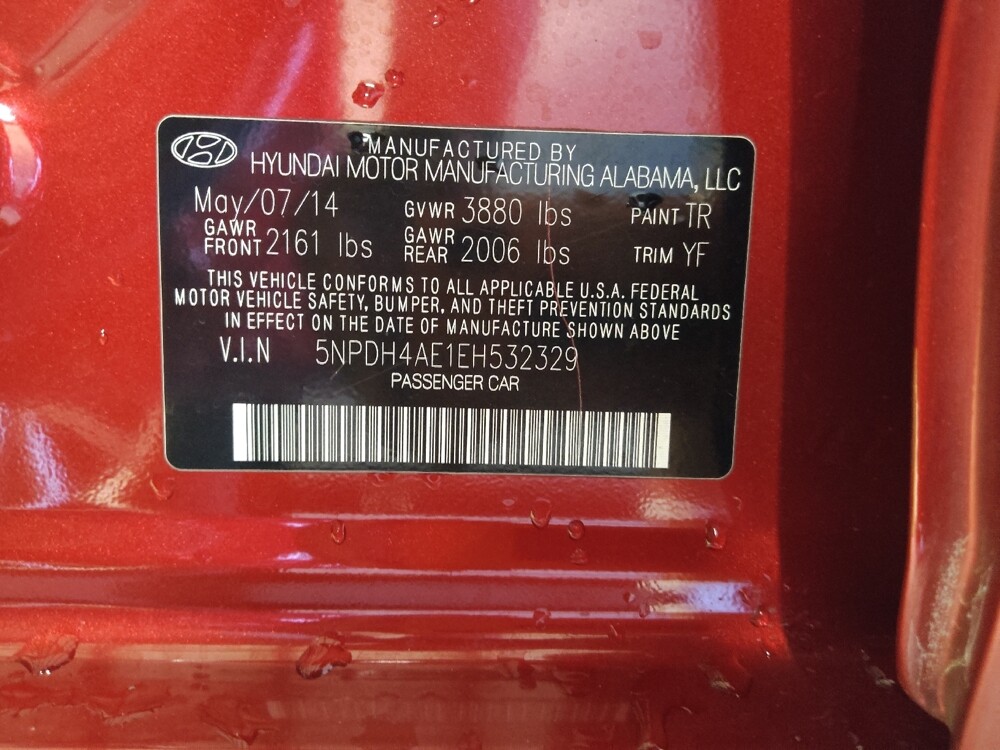 MANUFACTURED BY
HYUNDAI MOTOR MANUFACTURING ALABAMA, LLC
May/07/14 GVWR 3880 lbs PAINT TR
GAWR FRONT 2161 lbs GAWR REAR 2006 lbs TRIM YF
THIS VEHICLE CONFORMS TO ALL APPLICABLE U.S.A. FEDERAL
MOTOR VEHICLE SAFETY, BUMPER, AND THEFT PREVENTION STANDARDS
IN EFFECT ON THE DATE OF MANUFACTURE SHOWN ABOVE
V.I.N 5NPDH4AE1EH532329
PASSENGER CAR